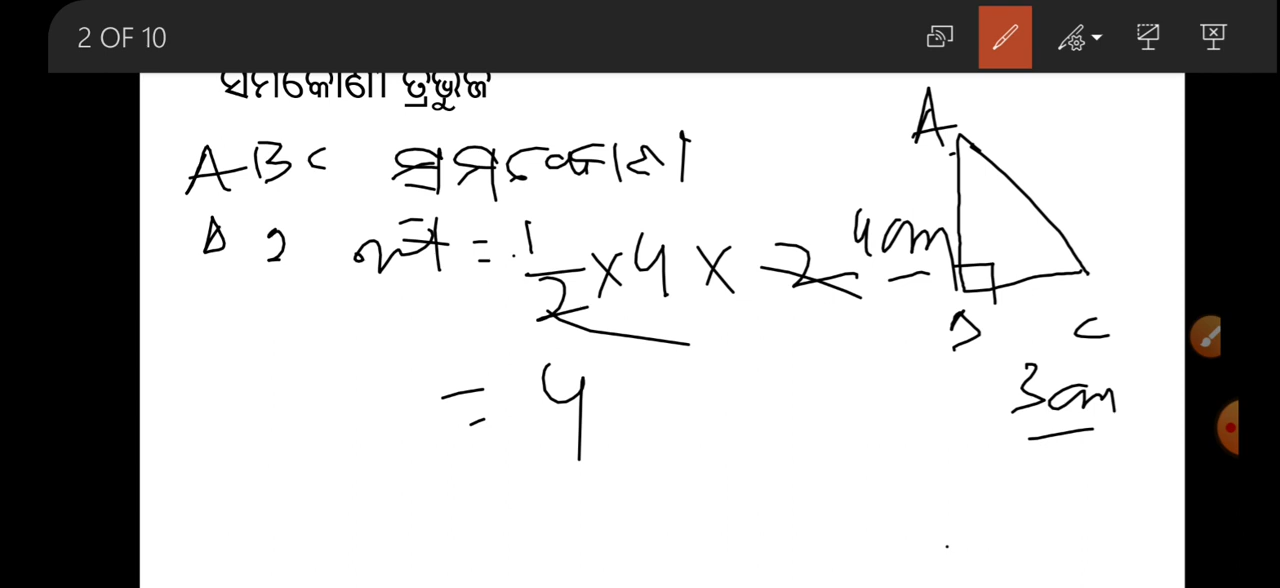 2 OF 10
ସମକୋଣୀ ତ୍ରିଭୁଜ
A
ABC ସମକୋଣୀ
Δ ର = 1/2 × 4 × 2
4cm
B C
= 4
3cm